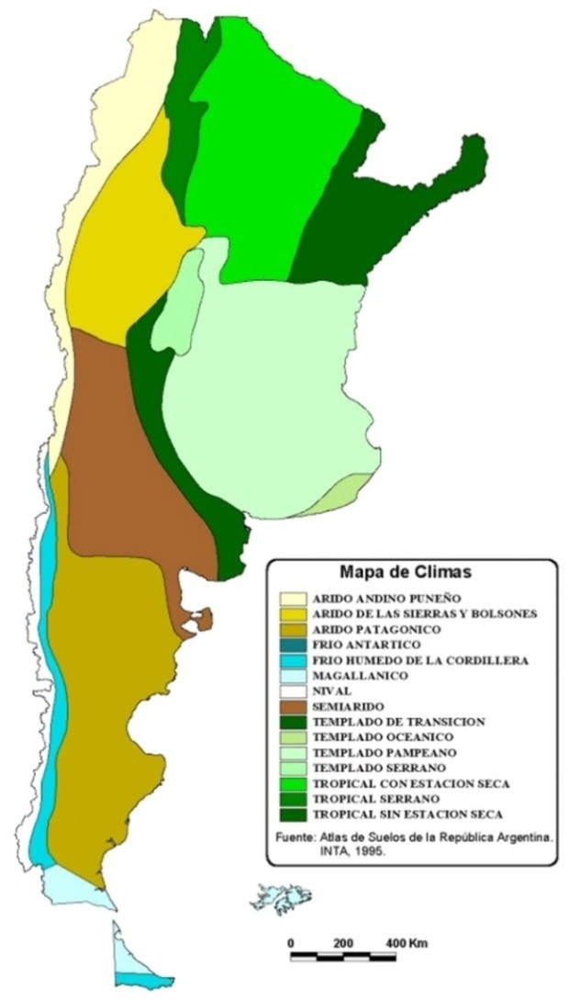 Mapa de Climas
ARIDO ANDINO PUNEÑO
ARIDO DE LAS SIERRAS Y BOLSONES
ARIDO PATAGONICO
FRIO ANTARTICO
FRIO HUMEDO DE LA CORDILLERA
MAGALLANICO
NIVAL
SEMIARIDO
TEMPLADO DE TRANSICION
TEMPLADO OCEANICO
TEMPLADO PAMPEANO
TEMPLADO SERRANO
TROPICAL CON ESTACION SECA
TROPICAL SERRANO
TROPICAL SIN ESTACION SECA
Fuente: Atlas de Suelos de la República Argentina.
INTA, 1995.
0 200 400 Km